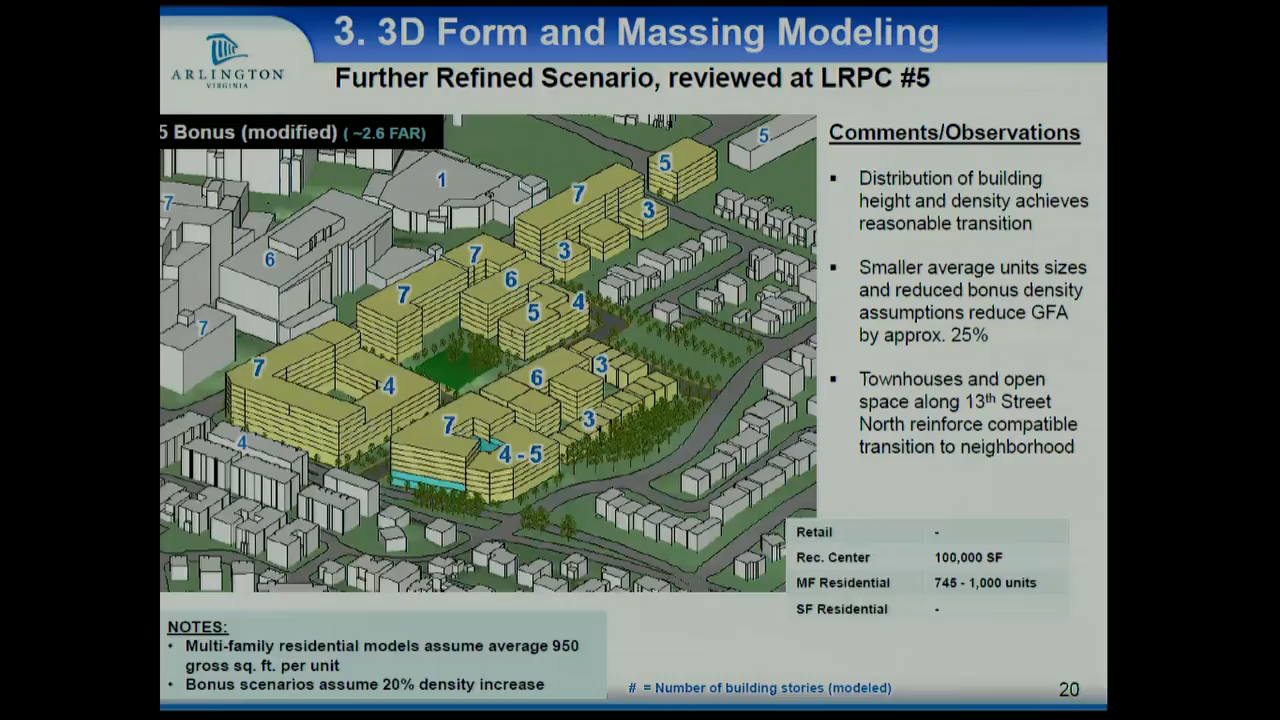 3. 3D Form and Massing Modeling
ARLINGTON
VIRGINIA
Further Refined Scenario, reviewed at LRPC #5
5 Bonus (modified) ( ~2.6 FAR)
Comments/Observations
▪ Distribution of building
height and density achieves
reasonable transition
▪ Smaller average units sizes
and reduced bonus density
assumptions reduce GFA
by approx. 25%
▪ Townhouses and open
space along 13th Street
North reinforce compatible
transition to neighborhood
5
5
1
7
7
3
6
7
3
7
6
4
5
7
7
4
6
3
7
3
4
4 - 5
Retail -
Rec. Center 100,000 SF
MF Residential 745 - 1,000 units
SF Residential -
NOTES:
• Multi-family residential models assume average 950
gross sq. ft. per unit
• Bonus scenarios assume 20% density increase
# = Number of building stories (modeled)
20